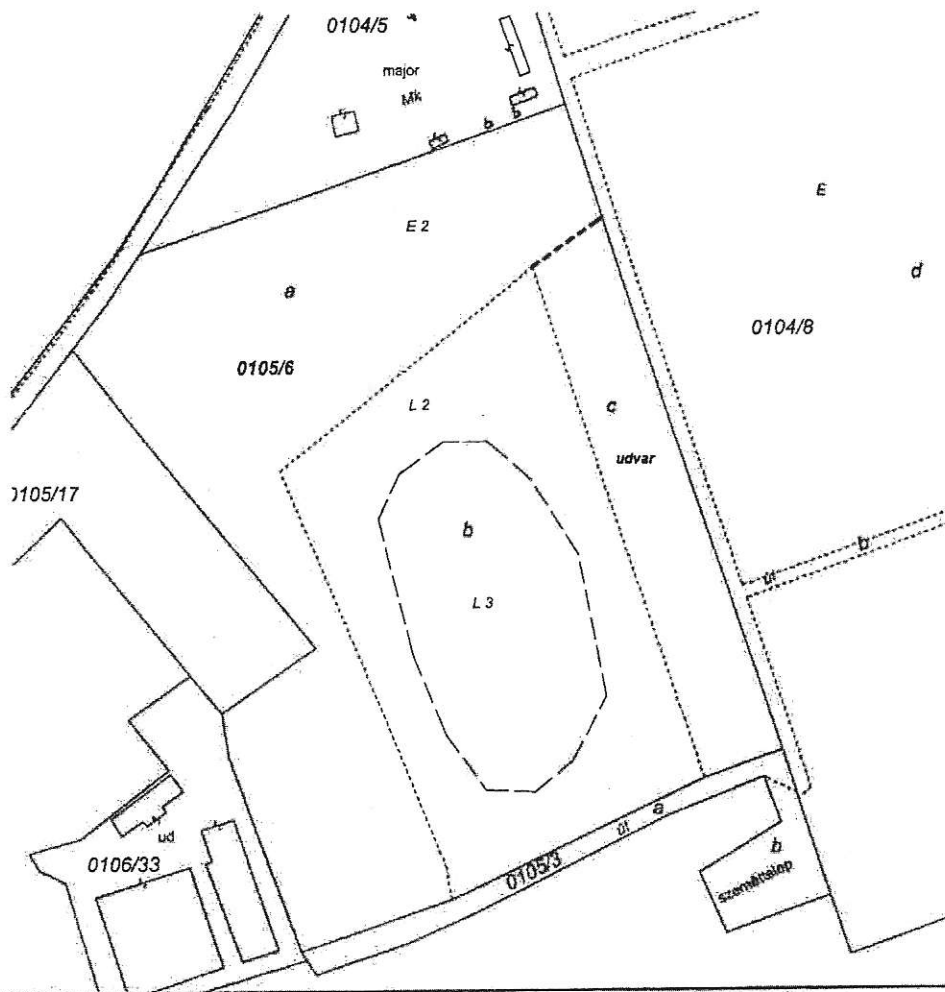 0104/5
major
Mk
E 2
E
a
d
0104/8
0105/6
L 2
c
udvar
0105/17
b
b
út
L 3
a
út
ud
0106/33
0105/3
b
széméttelep